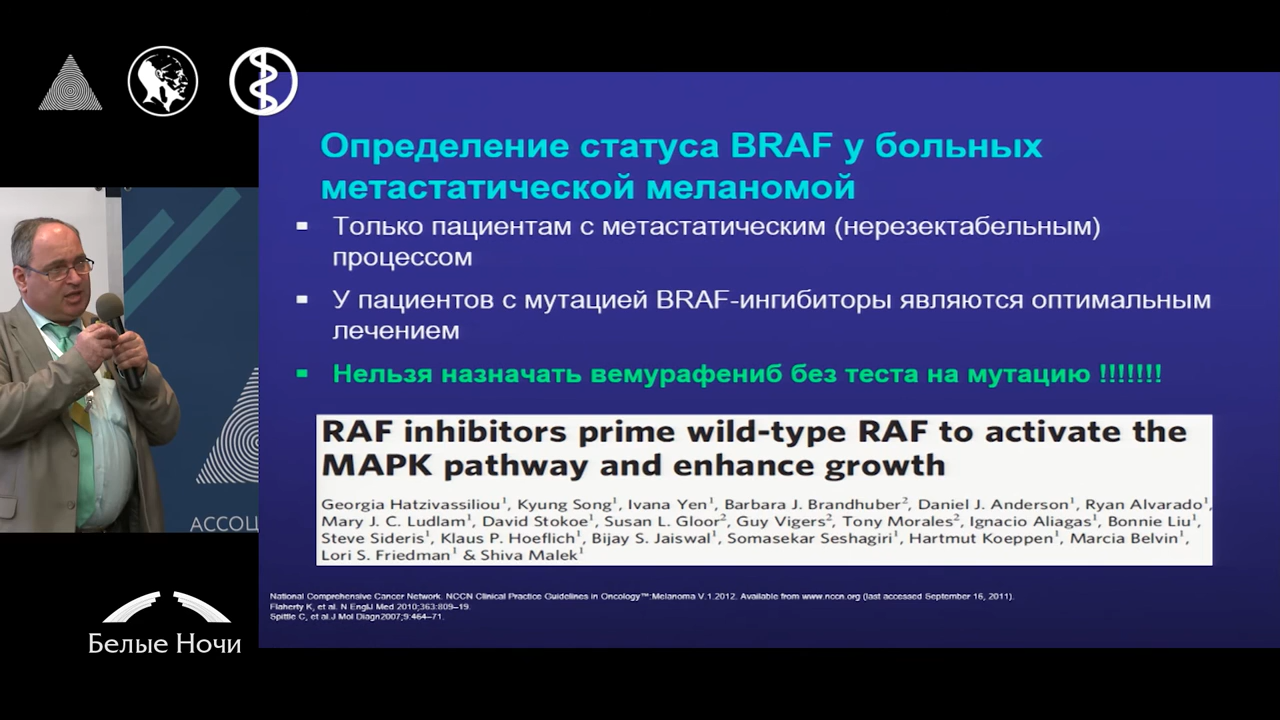 Определение статуса BRAF у больных
метастатической меланомой
▪ Только пациентам с метастатическим (нерезектабельным)
процессом
▪ У пациентов с мутацией BRAF-ингибиторы являются оптимальным
лечением
▪ Нельзя назначать вемурафениб без теста на мутацию !!!!!!!
RAF inhibitors prime wild-type RAF to activate the
MAPK pathway and enhance growth
Georgia Hatzivassiliou¹, Kyung Song¹, Ivana Yen¹, Barbara J. Brandhuber², Daniel J. Anderson¹, Ryan Alvarado¹,
Mary J. C. Ludlam¹, David Stokoe¹, Susan L. Gloor², Guy Vigers², Tony Morales², Ignacio Aliagas¹, Bonnie Liu¹,
Steve Sideris¹, Klaus P. Hoeflich¹, Bijay S. Jaiswal¹, Somasekar Seshagiri¹, Hartmut Koeppen¹, Marcia Belvin¹,
Lori S. Friedman¹ & Shiva Malek¹
National Comprehensive Cancer Network. NCCN Clinical Practice Guidelines in Oncology™:Melanoma V.1.2012. Available from www.nccn.org (last accessed September 16, 2011).
Flaherty K, et al. N EnglJ Med 2010;363:809–19.
Spittle C, et al.J Mol Diagn2007;9:464–71.
АССОЦ
Белые Ночи